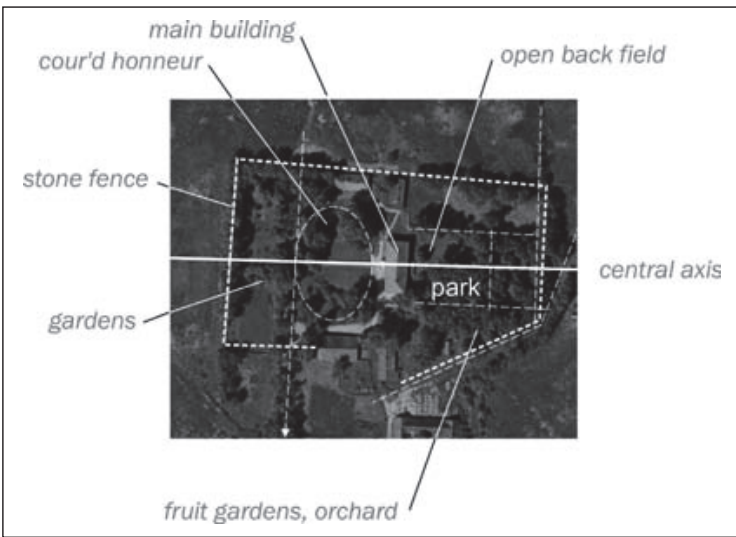 main building
cour'd honneur
open back field
stone fence
central axis
park
gardens
fruit gardens, orchard